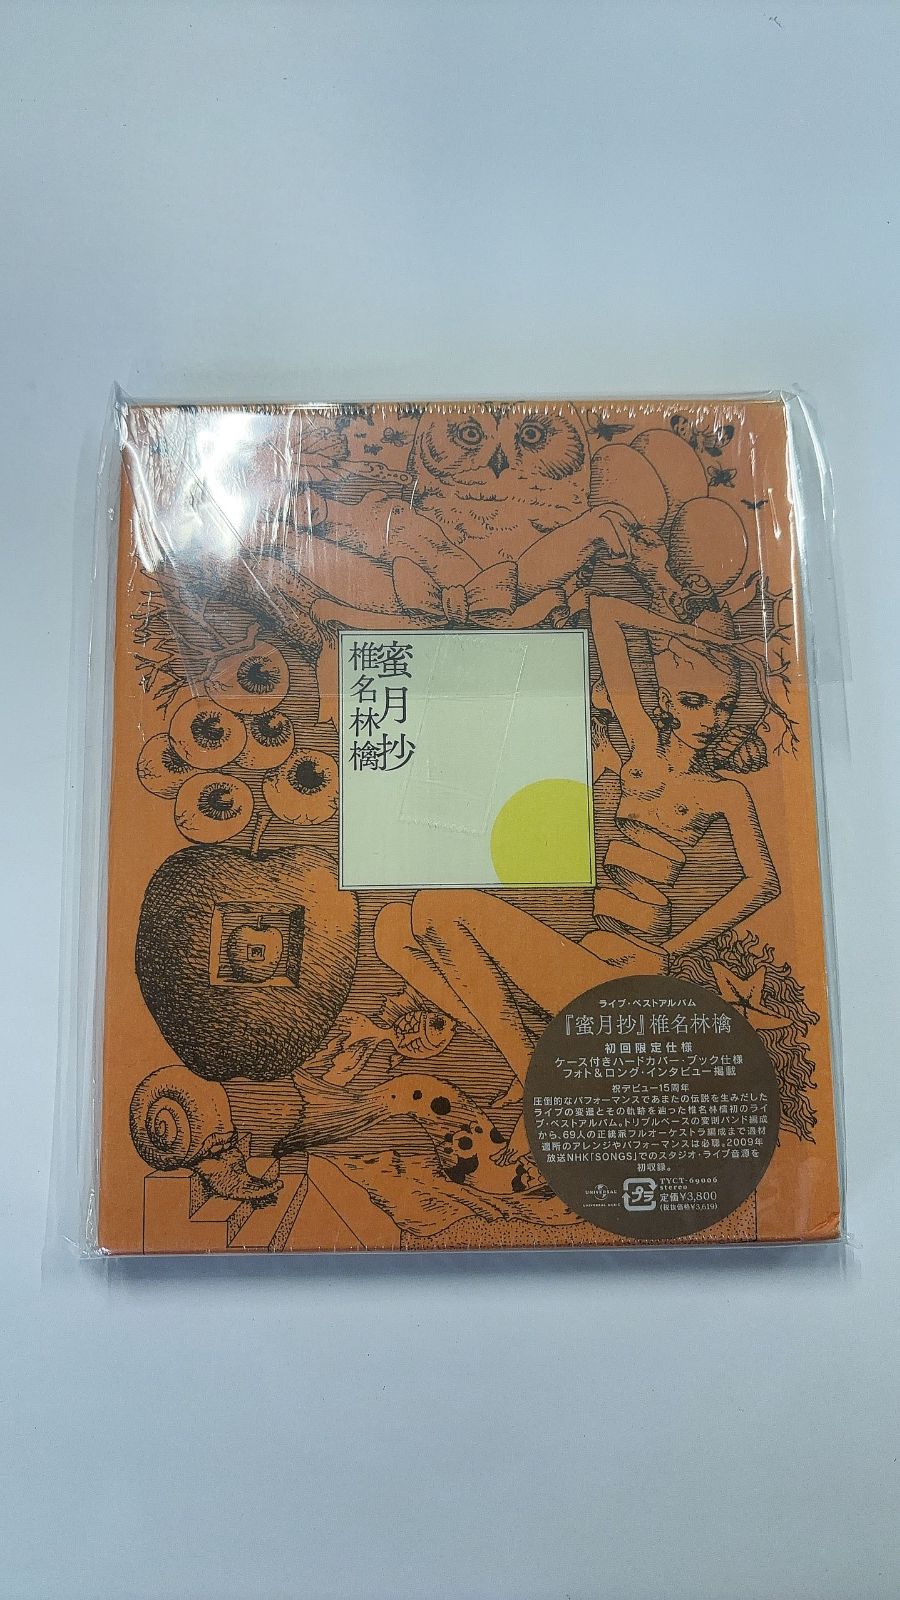 蜜月抄
椎名林檎
ライブ・ベストアルバム
『蜜月抄』椎名林檎
初回限定仕様
ケース付きハードカバー・ブック仕様
フォト&ロング・インタビュー掲載
祝デビュー15周年
圧倒的なパフォーマンスであまたの伝説を生みだした
ライブの変遷とその軌跡を辿った椎名林檎初のライ
ブ・ベストアルバム。トリプルベースの変則バンド編成
から、69人の正統派フルオーケストラ編成まで適材
適所のアレンジやパフォーマンスは必聴。2009年
放送NHK「SONGS」でのスタジオ・ライブ音源を
初収録。
TYCT-69006
stereo
定価¥3,800
(税抜価格¥3,619)
プラ
UNIVERSAL
UNIVERSAL MUSIC